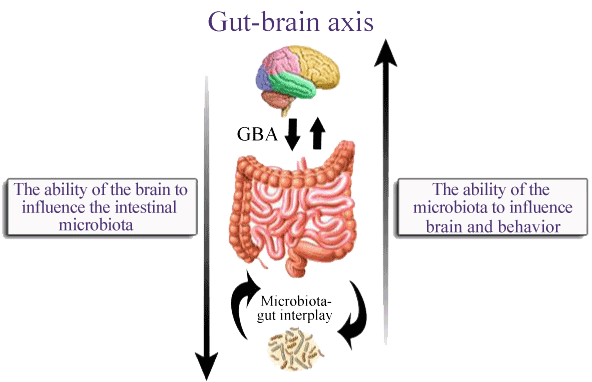 Gut-brain axis
GBA
The ability of the brain to
influence the intestinal
microbiota
The ability of the
microbiota to influence
brain and behavior
Microbiota-
gut interplay